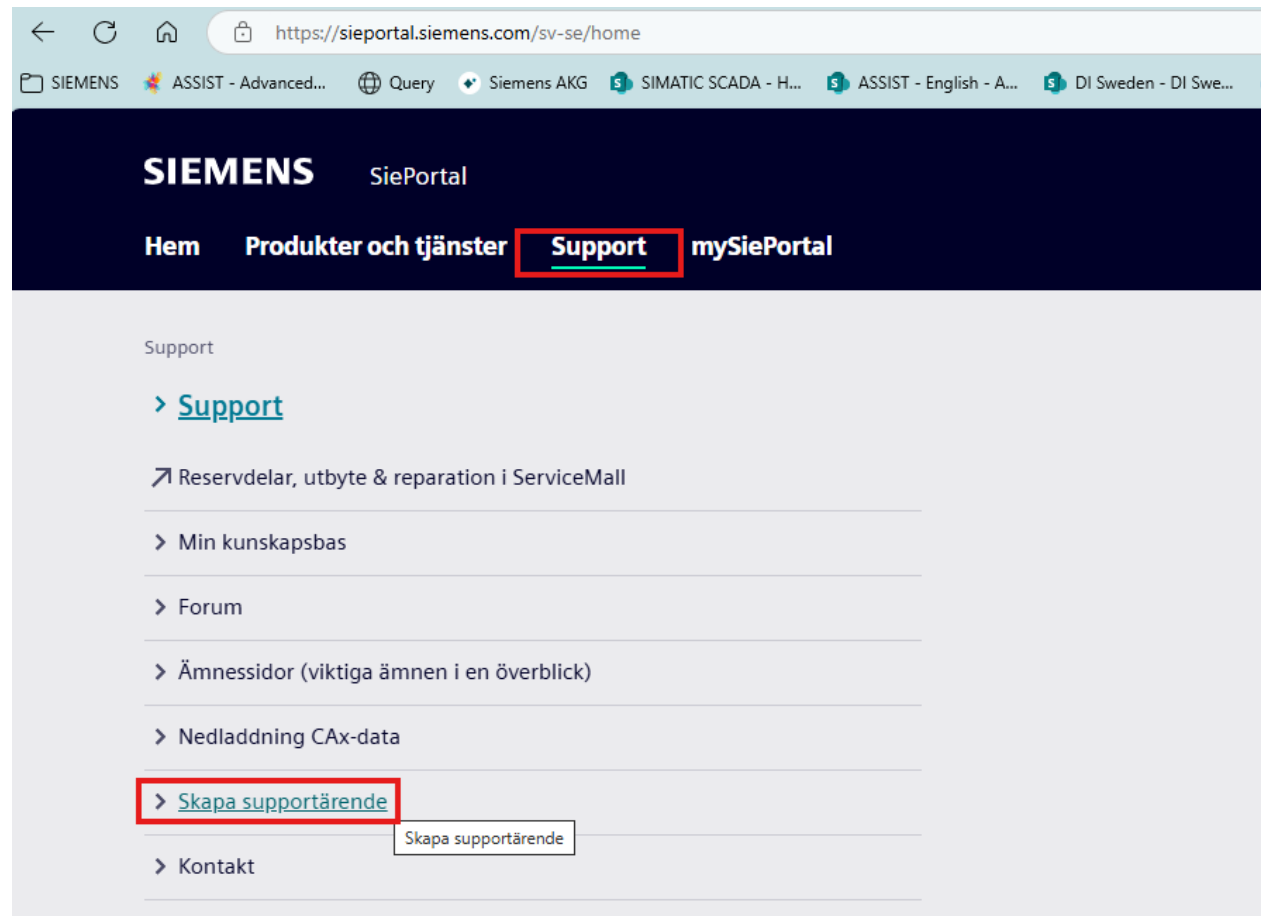 https://sieportal.siemens.com/sv-se/home
SIEMENS ASSIST - Advanced... Query Siemens AKG SIMATIC SCADA - H... ASSIST - English - A... DI Sweden - DI Swe...
SIEMENS SiePortal
Hem Produkter och tjänster Support mySiePortal
Support
Support
Reservdelar, utbyte & reparation i ServiceMall
Min kunskapsbas
Forum
Ämnessidor (viktiga ämnen i en överblick)
Nedladdning CAx-data
Skapa supportärende
Skapa supportärende
Kontakt